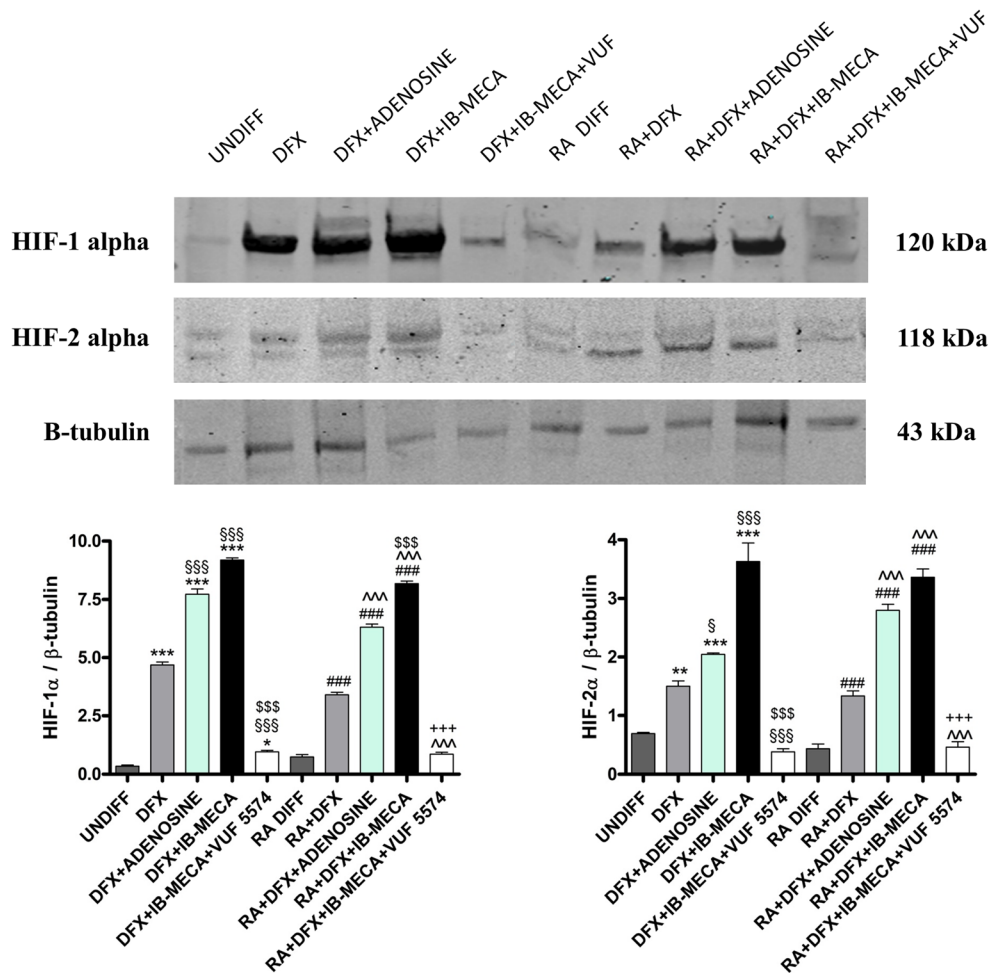 UNDIFF
DFX
DFX+ADENOSINE
DFX+IB-MECA
DFX+IB-MECA+VUF
RA DIFF
RA+DFX
RA+DFX+ADENOSINE
RA+DFX+IB-MECA
RA+DFX+IB-MECA+VUF
HIF-1 alpha 120 kDa
HIF-2 alpha 118 kDa
B-tubulin 43 kDa
HIF-1α / β-tubulin
10.0
7.5
5.0
2.5
0.0
***
§§§
***
§§§
***
$$$
§§§
*
###
^^^
###
$$$
^^^
###
+++
^^^
UNDIFF
DFX
DFX+ADENOSINE
DFX+IB-MECA
DFX+IB-MECA+VUF 5574
RA DIFF
RA+DFX
RA+DFX+ADENOSINE
RA+DFX+IB-MECA
RA+DFX+IB-MECA+VUF 5574
HIF-2α / β-tubulin
4
3
2
1
0
**
§
***
§§§
***
$$$
§§§
###
^^^
###
^^^
###
+++
^^^
UNDIFF
DFX
DFX+ADENOSINE
DFX+IB-MECA
DFX+IB-MECA+VUF 5574
RA DIFF
RA+DFX
RA+DFX+ADENOSINE
RA+DFX+IB-MECA
RA+DFX+IB-MECA+VUF 5574